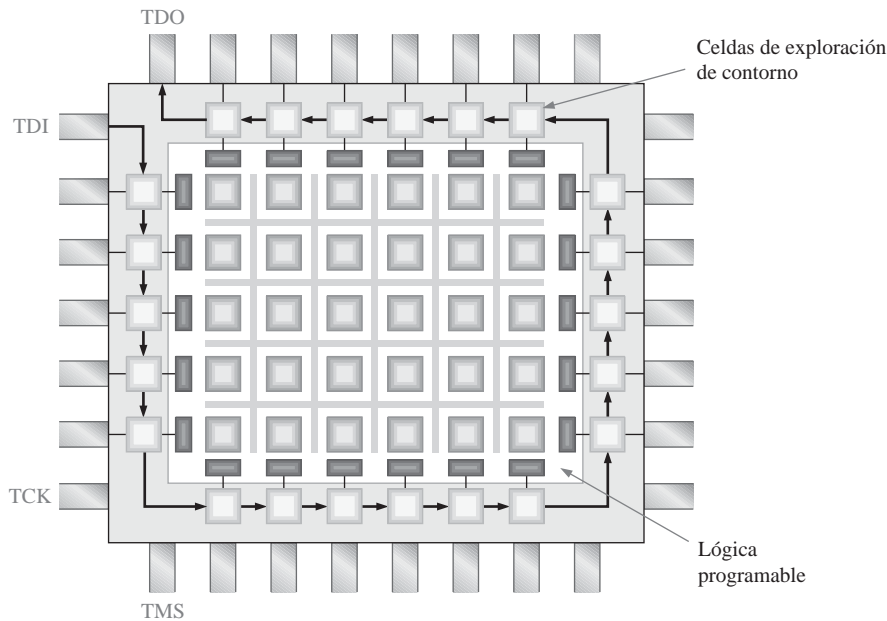 TDO
Celdas de exploración
de contorno
TDI
TCK
Lógica
programable
TMS